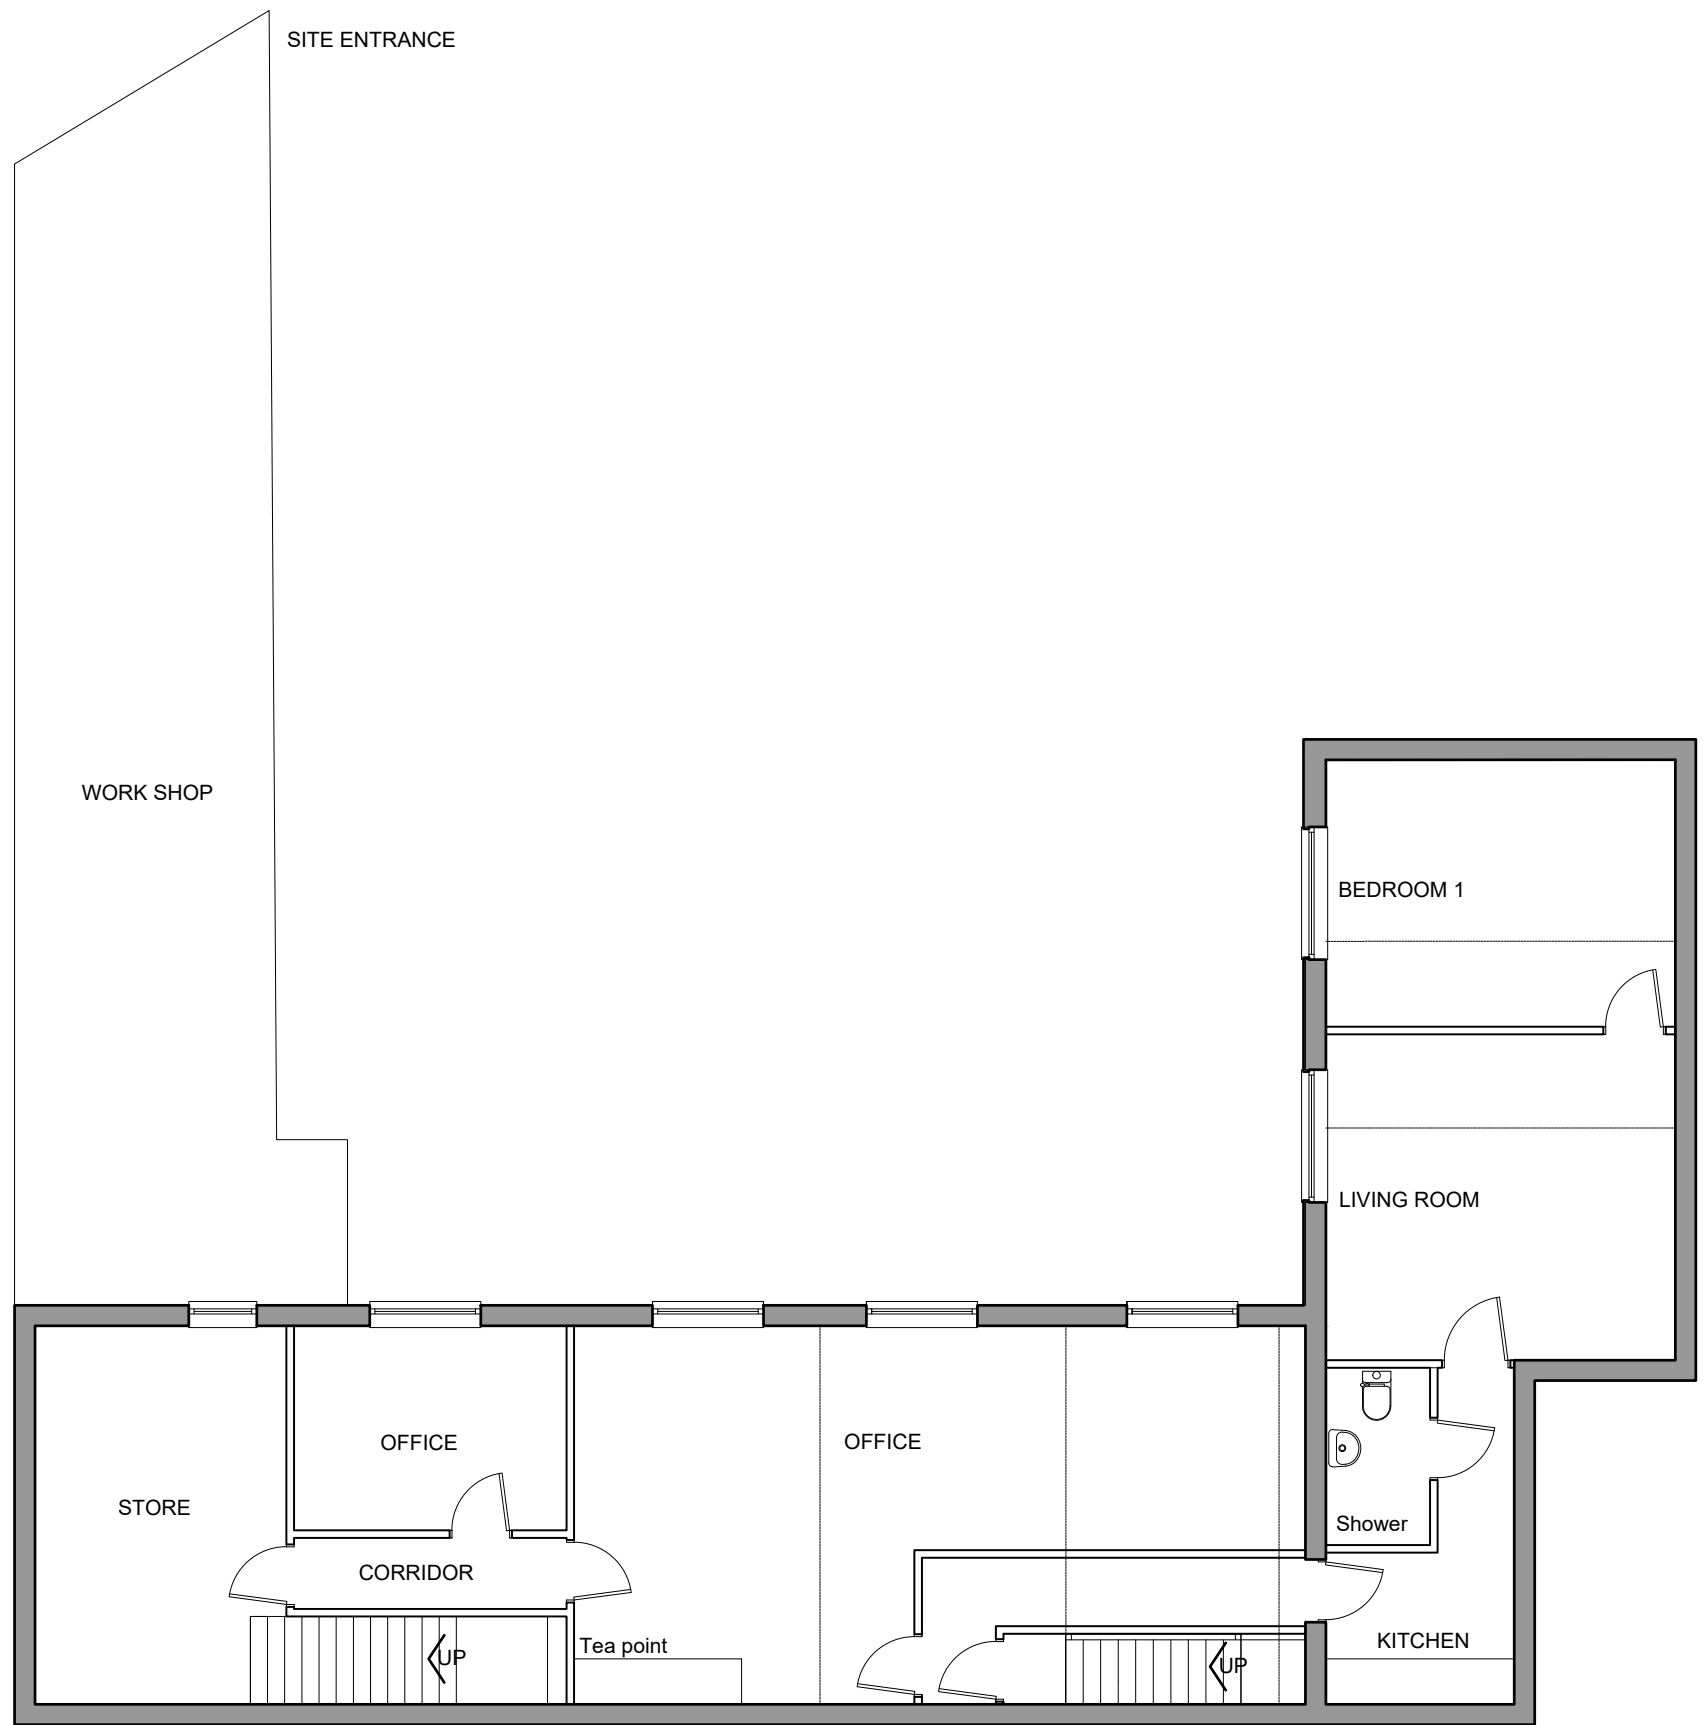 SITE ENTRANCE
WORK SHOP
BEDROOM 1
LIVING ROOM
OFFICE
OFFICE
STORE
Shower
CORRIDOR
Tea point
KITCHEN
UP
UP